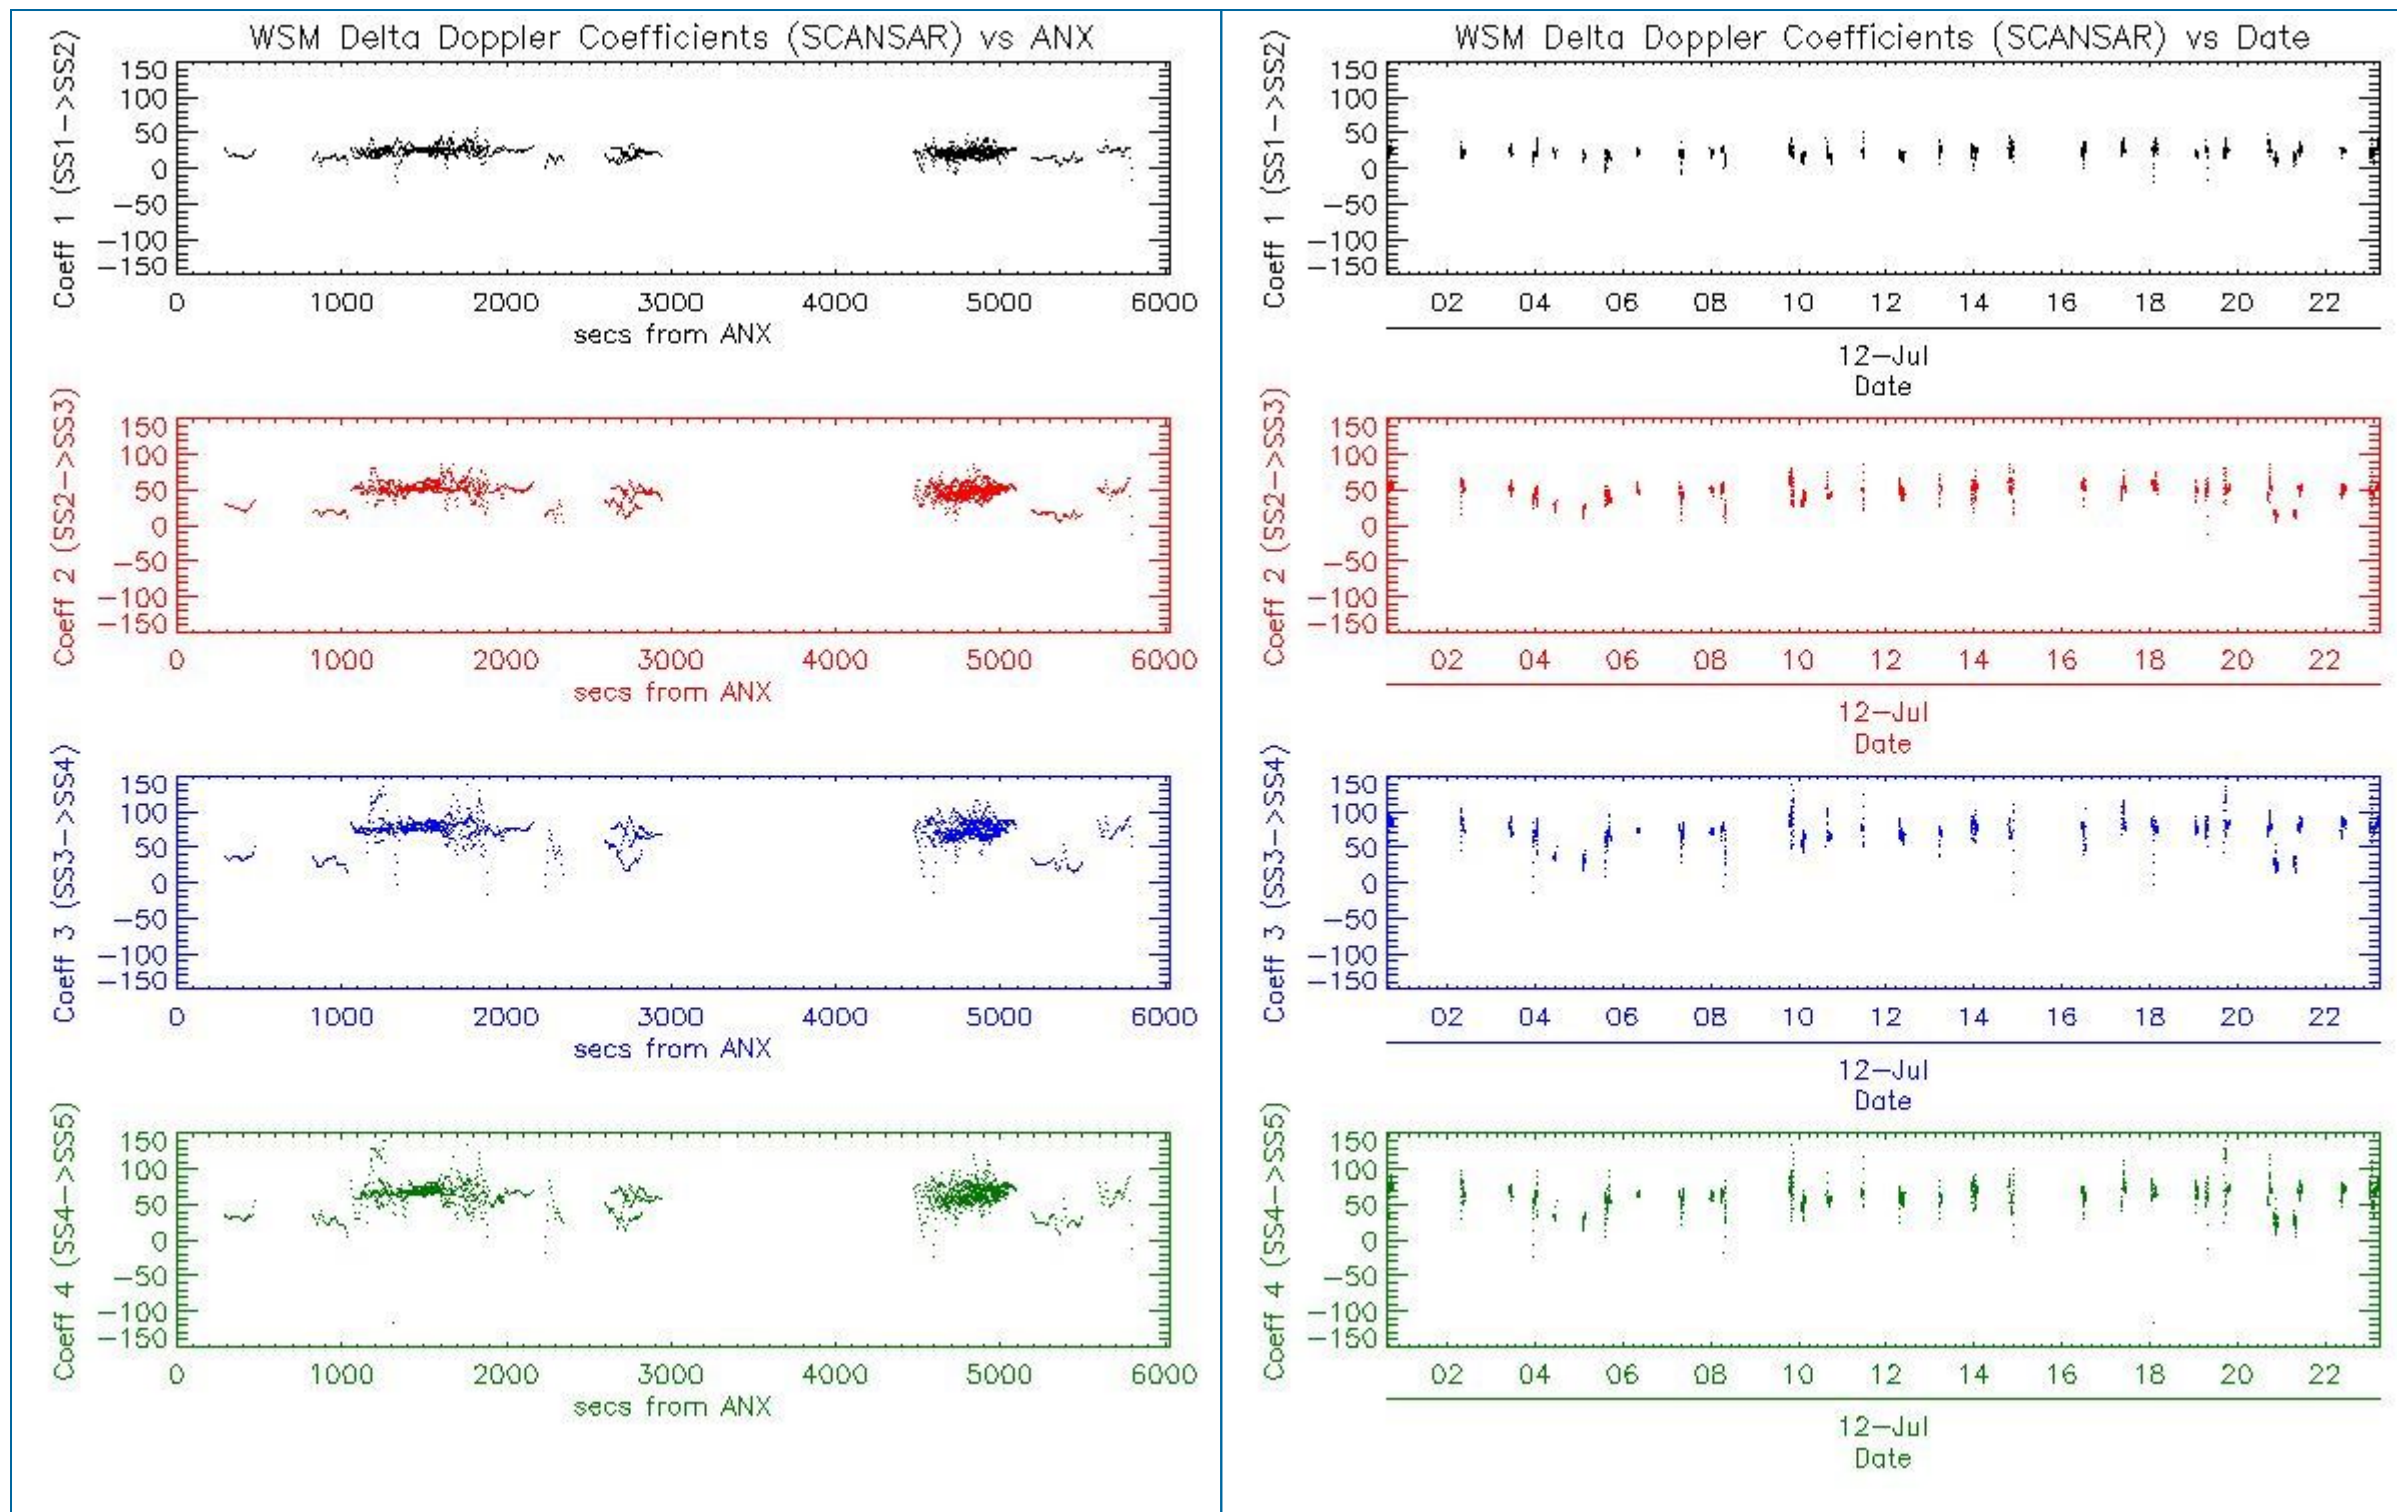 WSM Delta Doppler Coefficients (SCANSAR) vs ANX
Coeff 1 (SS1->SS2)
150
100
50
0
-50
-100
-150
0 1000 2000 3000 4000 5000 6000
secs from ANX
Coeff 2 (SS2->SS3)
150
100
50
0
-50
-100
-150
0 1000 2000 3000 4000 5000 6000
secs from ANX
Coeff 3 (SS3->SS4)
150
100
50
0
-50
-100
-150
0 1000 2000 3000 4000 5000 6000
secs from ANX
Coeff 4 (SS4->SS5)
150
100
50
0
-50
-100
-150
0 1000 2000 3000 4000 5000 6000
secs from ANX
WSM Delta Doppler Coefficients (SCANSAR) vs Date
Coeff 1 (SS1->SS2)
150
100
50
0
-50
-100
-150
02 04 06 08 10 12 14 16 18 20 22
12-Jul
Date
Coeff 2 (SS2->SS3)
150
100
50
0
-50
-100
-150
02 04 06 08 10 12 14 16 18 20 22
12-Jul
Date
Coeff 3 (SS3->SS4)
150
100
50
0
-50
-100
-150
02 04 06 08 10 12 14 16 18 20 22
12-Jul
Date
Coeff 4 (SS4->SS5)
150
100
50
0
-50
-100
-150
02 04 06 08 10 12 14 16 18 20 22
12-Jul
Date